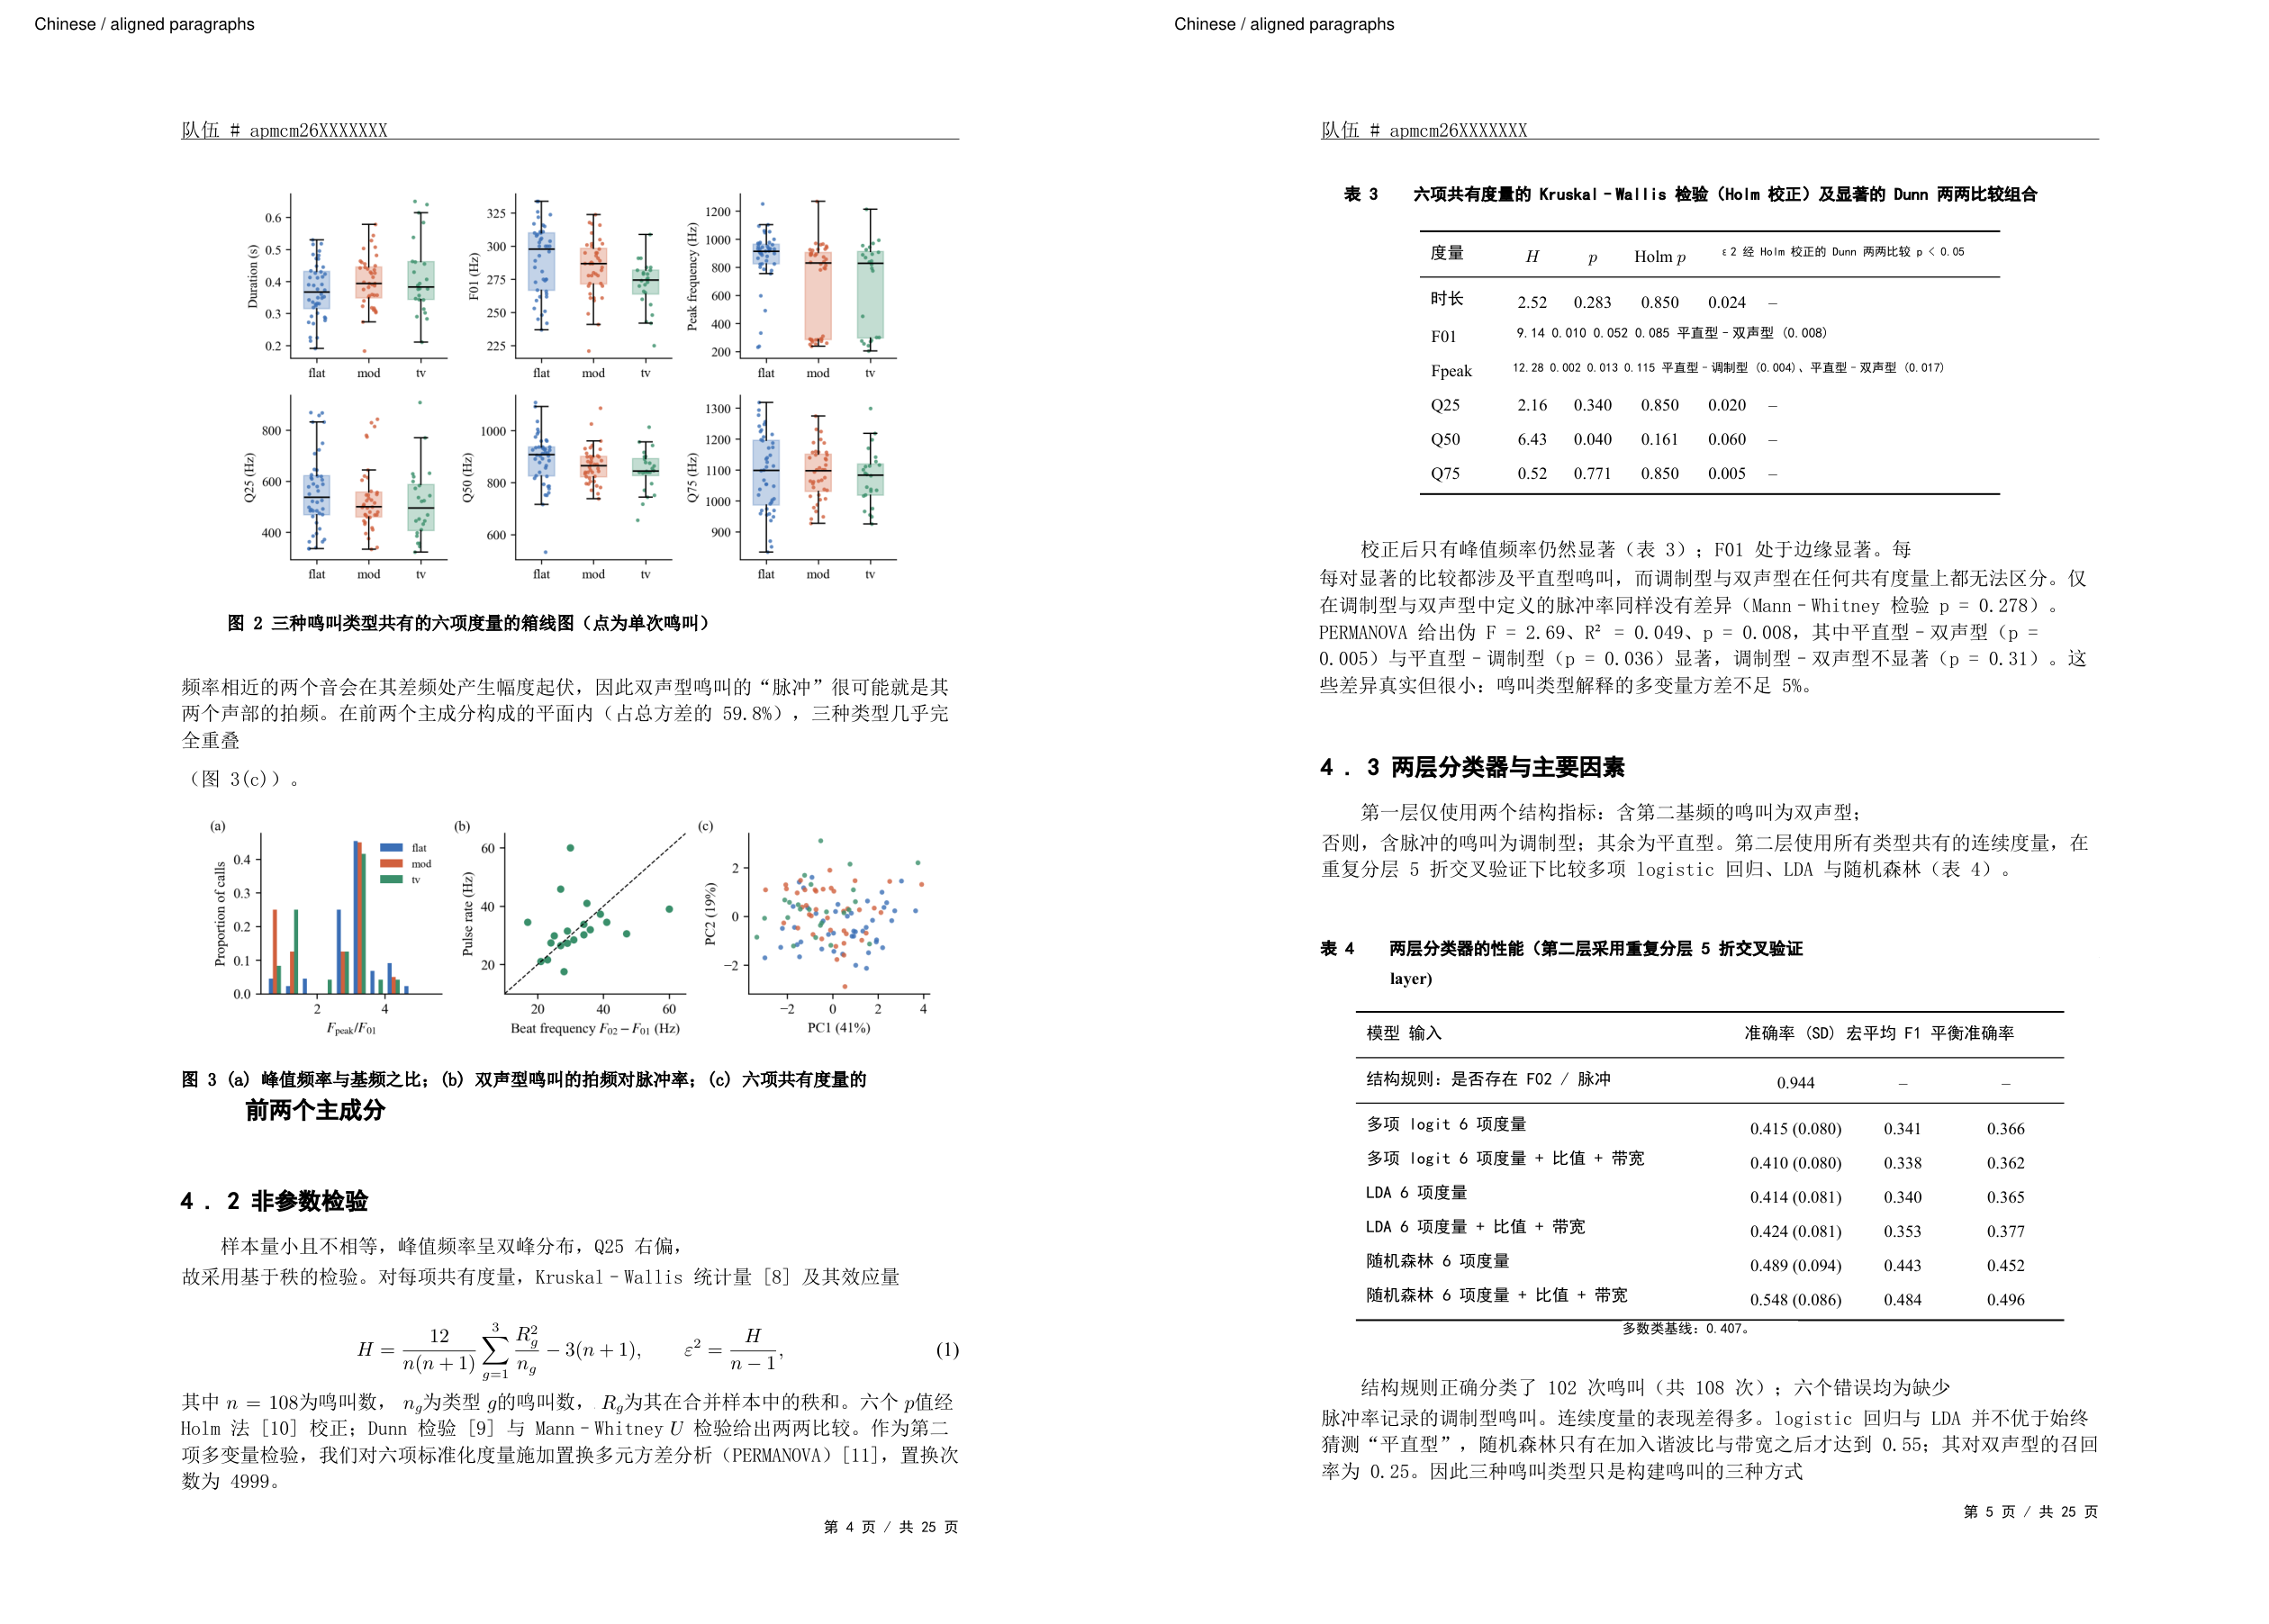 Chinese / aligned paragraphs
队伍 # apmcm26XXXXXXX
Duration (s)
0.6
0.5
0.4
0.3
0.2
flat mod tv
F01 (Hz)
325
300
275
250
225
flat mod tv
Peak frequency (Hz)
1200
1000
800
600
400
200
flat mod tv
Q25 (Hz)
800
600
400
flat mod tv
Q50 (Hz)
1000
800
600
flat mod tv
Q75 (Hz)
1300
1200
1100
1000
900
flat mod tv
图 2 三种鸣叫类型共有的六项度量的箱线图（点为单次鸣叫）
频率相近的两个音会在其差频处产生幅度起伏，因此双声型鸣叫的“脉冲”很可能就是其
两个声部的拍频。在前两个主成分构成的平面内（占总方差的 59.8%），三种类型几乎完
全重叠
（图 3(c)）。
(a)
Proportion of calls
0.4
0.3
0.2
0.1
0.0
flat
mod
tv
2 4
Fpeak/F01
(b)
Pulse rate (Hz)
60
40
20
20 40 60
Beat frequency F02 − F01 (Hz)
(c)
PC2 (19%)
2
0
−2
−2 0 2 4
PC1 (41%)
图 3 (a) 峰值频率与基频之比；(b) 双声型鸣叫的拍频对脉冲率；(c) 六项共有度量的
前两个主成分
4 . 2 非参数检验
样本量小且不相等，峰值频率呈双峰分布，Q25 右偏，
故采用基于秩的检验。对每项共有度量，Kruskal–Wallis 统计量 [8] 及其效应量
H = 12/(n(n + 1)) ∑_{g=1}^{3} R_g^2/n_g − 3(n + 1), ε^2 = H/(n − 1), (1)
其中 n = 108为鸣叫数， n_g为类型 g的鸣叫数，R_g为其在合并样本中的秩和。六个 p值经
Holm 法 [10] 校正；Dunn 检验 [9] 与 Mann–Whitney U 检验给出两两比较。作为第二
项多变量检验，我们对六项标准化度量施加置换多元方差分析（PERMANOVA）[11]，置换次
数为 4999。
第 4 页 / 共 25 页
Chinese / aligned paragraphs
队伍 # apmcm26XXXXXXX
表 3 六项共有度量的 Kruskal–Wallis 检验（Holm 校正）及显著的 Dunn 两两比较组合
度量 H p Holm p ε2 经 Holm 校正的 Dunn 两两比较 p < 0.05
时长 2.52 0.283 0.850 0.024 –
F01 9.14 0.010 0.052 0.085 平直型–双声型 (0.008)
Fpeak 12.28 0.002 0.013 0.115 平直型–调制型 (0.004)、平直型–双声型 (0.017)
Q25 2.16 0.340 0.850 0.020 –
Q50 6.43 0.040 0.161 0.060 –
Q75 0.52 0.771 0.850 0.005 –
校正后只有峰值频率仍然显著（表 3）；F01 处于边缘显著。每
每对显著的比较都涉及平直型鸣叫，而调制型与双声型在任何共有度量上都无法区分。仅
在调制型与双声型中定义的脉冲率同样没有差异（Mann–Whitney 检验 p = 0.278）。
PERMANOVA 给出伪 F = 2.69、R² = 0.049、p = 0.008，其中平直型–双声型（p =
0.005）与平直型–调制型（p = 0.036）显著，调制型–双声型不显著（p = 0.31）。这
些差异真实但很小：鸣叫类型解释的多变量方差不足 5%。
4 . 3 两层分类器与主要因素
第一层仅使用两个结构指标：含第二基频的鸣叫为双声型；
否则，含脉冲的鸣叫为调制型；其余为平直型。第二层使用所有类型共有的连续度量，在
重复分层 5 折交叉验证下比较多项 logistic 回归、LDA 与随机森林（表 4）。
表 4 两层分类器的性能（第二层采用重复分层 5 折交叉验证
layer)
模型 输入 准确率 (SD) 宏平均 F1 平衡准确率
结构规则：是否存在 F02 / 脉冲 0.944 – –
多项 logit 6 项度量 0.415 (0.080) 0.341 0.366
多项 logit 6 项度量 + 比值 + 带宽 0.410 (0.080) 0.338 0.362
LDA 6 项度量 0.414 (0.081) 0.340 0.365
LDA 6 项度量 + 比值 + 带宽 0.424 (0.081) 0.353 0.377
随机森林 6 项度量 0.489 (0.094) 0.443 0.452
随机森林 6 项度量 + 比值 + 带宽 0.548 (0.086) 0.484 0.496
多数类基线：0.407。
结构规则正确分类了 102 次鸣叫（共 108 次）；六个错误均为缺少
脉冲率记录的调制型鸣叫。连续度量的表现差得多。logistic 回归与 LDA 并不优于始终
猜测“平直型”，随机森林只有在加入谐波比与带宽之后才达到 0.55；其对双声型的召回
率为 0.25。因此三种鸣叫类型只是构建鸣叫的三种方式
第 5 页 / 共 25 页